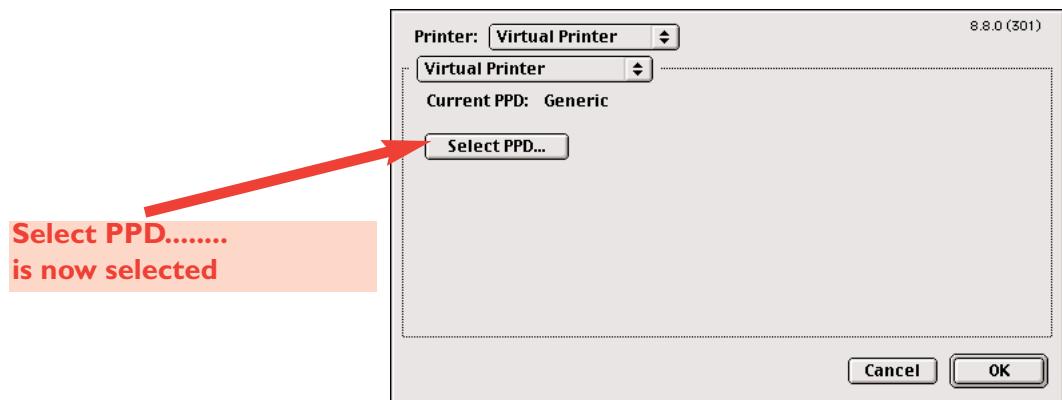 8.8.0 (301)
Printer: Virtual Printer
Virtual Printer
Current PPD: Generic
Select PPD...
Select PPD........
is now selected
Cancel OK